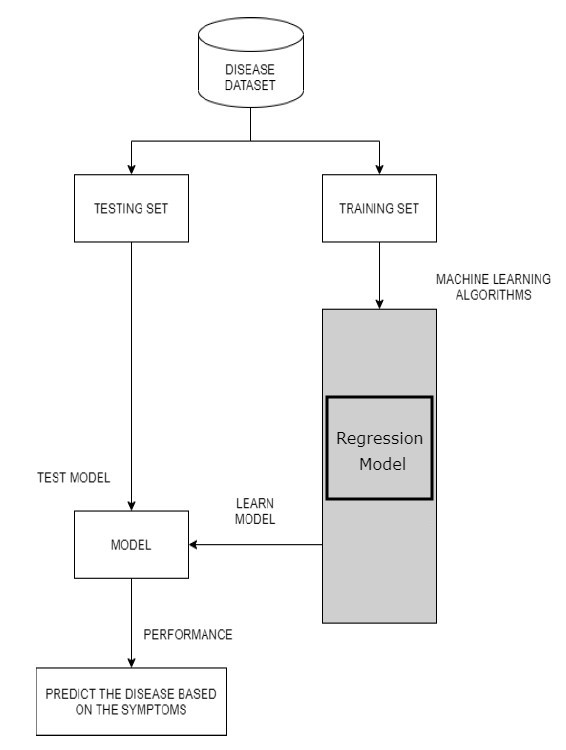 DISEASE
DATASET
TESTING SET
TRAINING SET
MACHINE LEARNING
ALGORITHMS
Regression
Model
TEST MODEL
LEARN
MODEL
MODEL
PERFORMANCE
PREDICT THE DISEASE BASED
ON THE SYMPTOMS